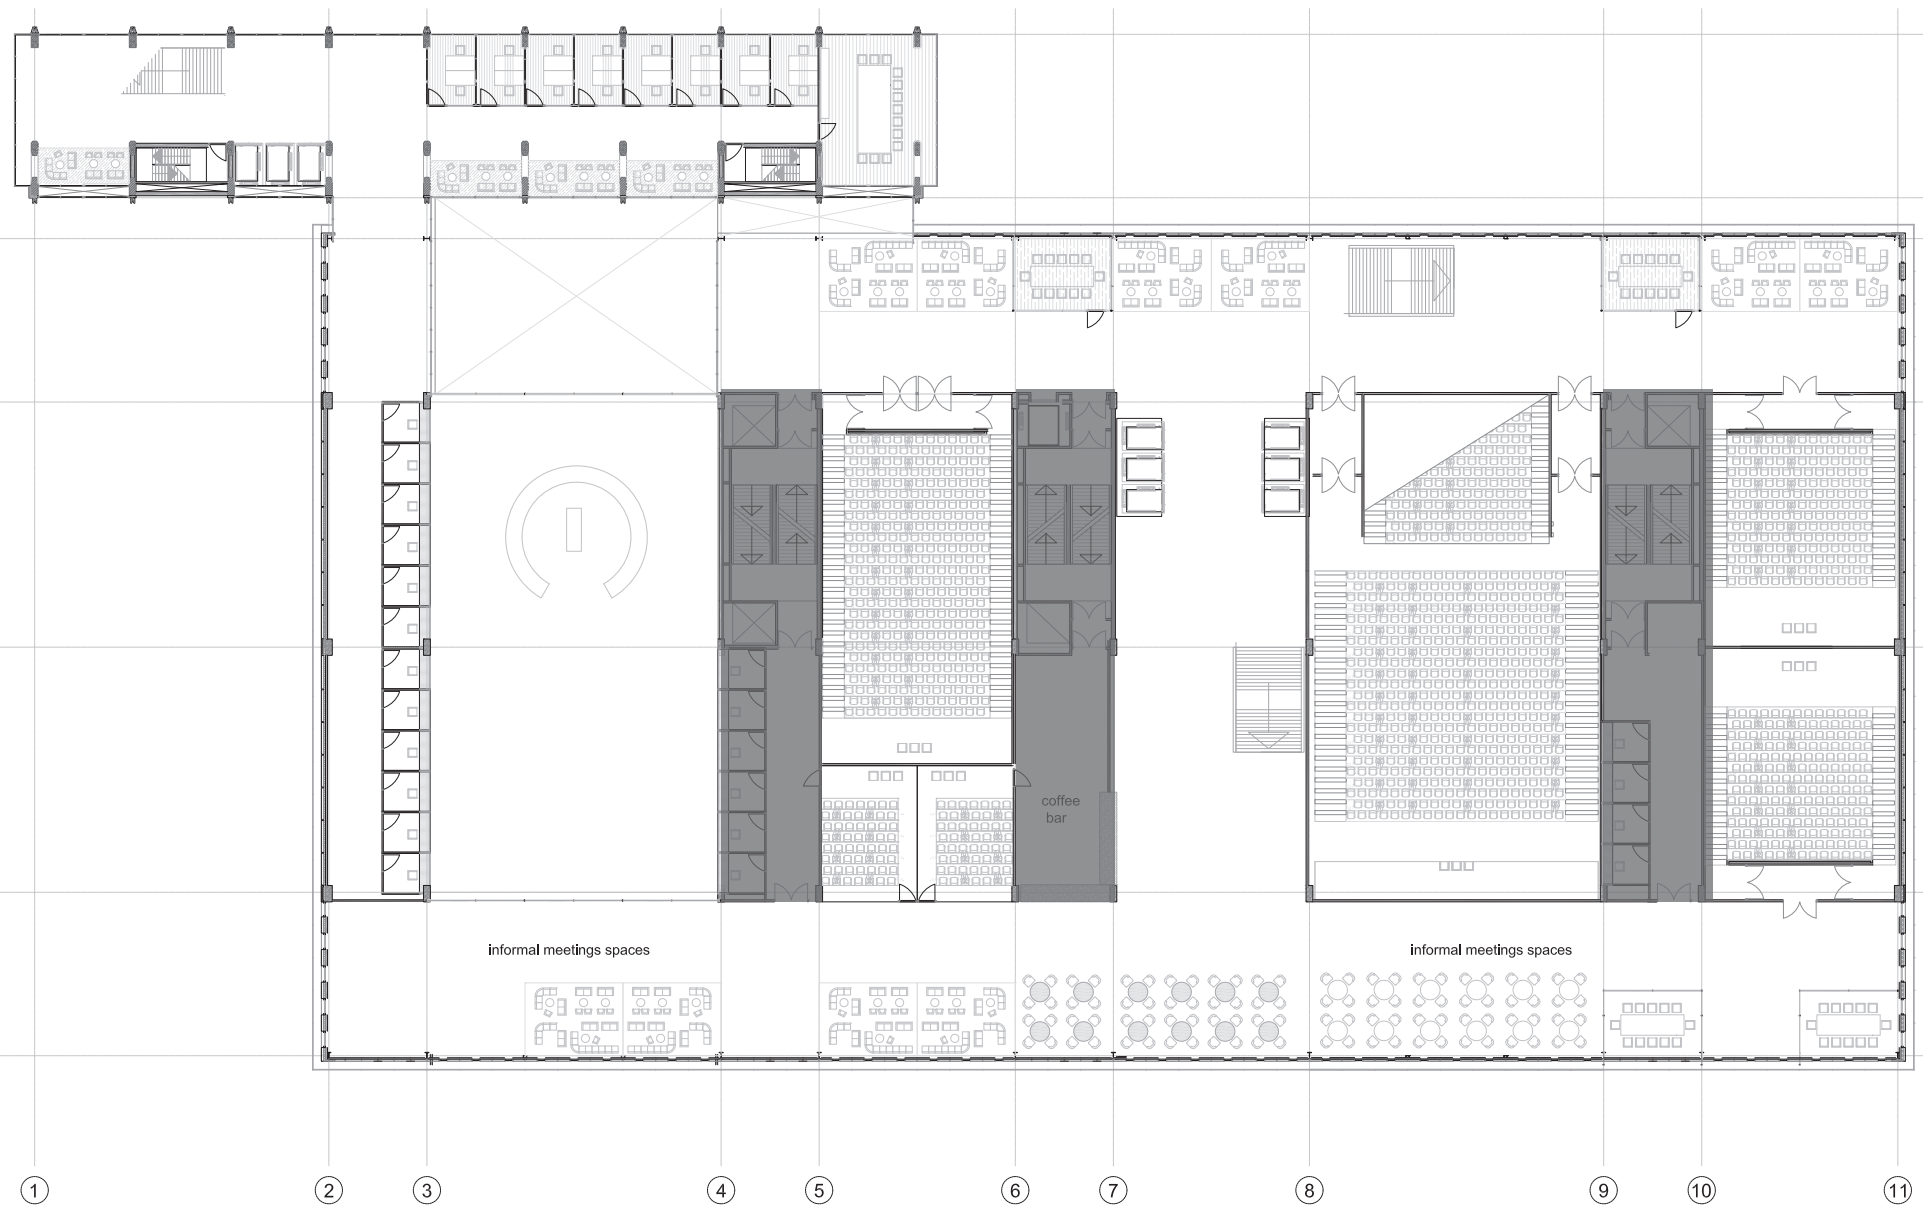 coffee
bar
informal meetings spaces
informal meetings spaces
1 2 3 4 5 6 7 8 9 10 11